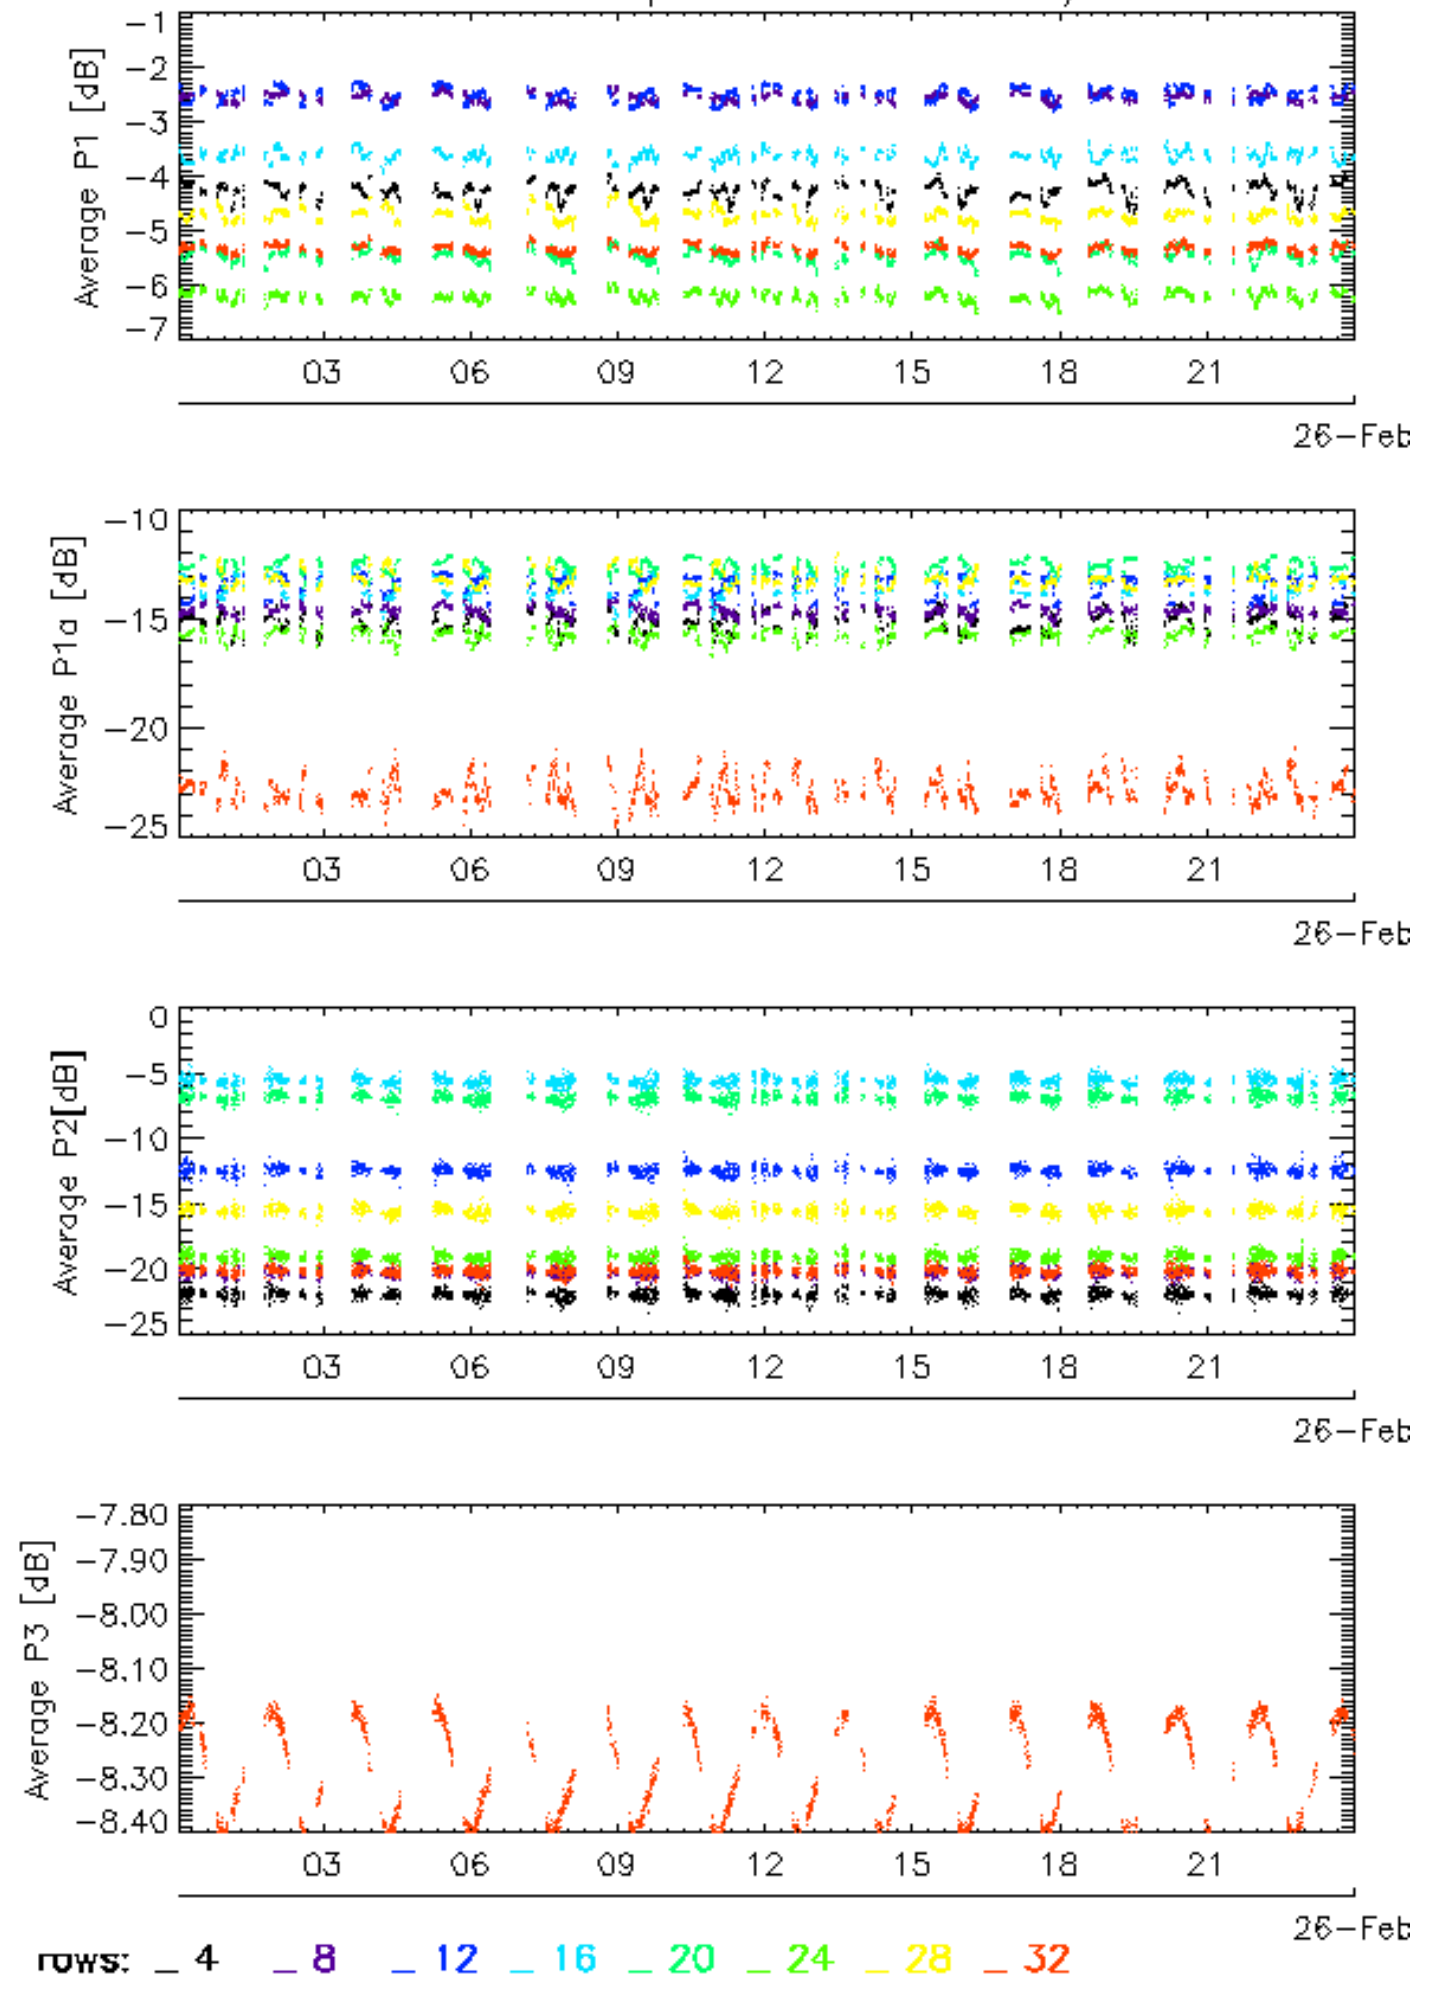 Average P1 [dB]
-1
-2
-3
-4
-5
-6
-7
03 06 09 12 15 18 21
26-Feb
Average P1a [dB]
-10
-15
-20
-25
03 06 09 12 15 18 21
26-Feb
Average P2[dB]
0
-5
-10
-15
-20
-25
03 06 09 12 15 18 21
26-Feb
Average P3 [dB]
-7.80
-7.90
-8.00
-8.10
-8.20
-8.30
-8.40
03 06 09 12 15 18 21
26-Feb
rows: _ 4 _ 8 _ 12 _ 16 _ 20 _ 24 _ 28 _ 32